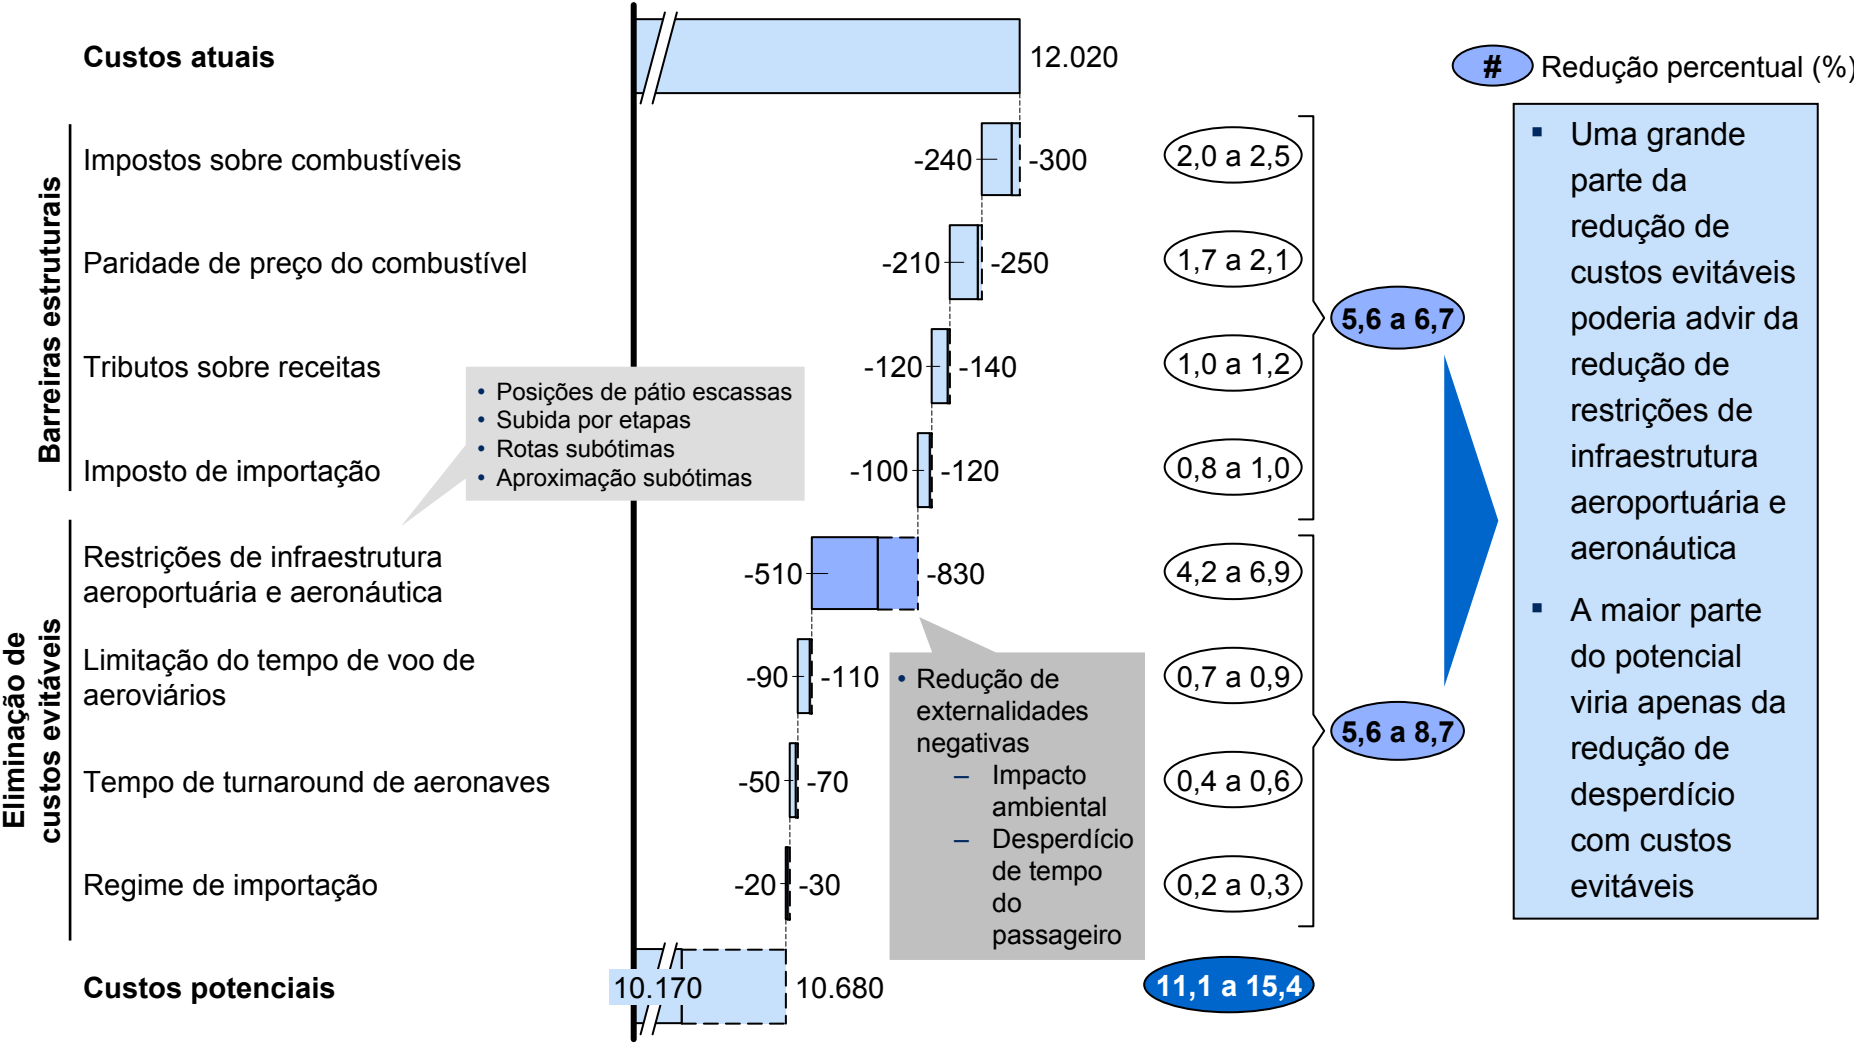 Custos atuais
12.020
# Redução percentual (%)
Barreiras estruturais
Impostos sobre combustíveis
-240
-300
2,0 a 2,5
Paridade de preço do combustível
-210
-250
1,7 a 2,1
Tributos sobre receitas
-120
-140
1,0 a 1,2
Imposto de importação
-100
-120
0,8 a 1,0
5,6 a 6,7
• Posições de pátio escassas
• Subida por etapas
• Rotas subótimas
• Aproximação subótimas
Eliminação de
custos evitáveis
Restrições de infraestrutura
aeroportuária e aeronáutica
-510
-830
4,2 a 6,9
Limitação do tempo de voo de
aeroviários
-90
-110
0,7 a 0,9
Tempo de turnaround de aeronaves
-50
-70
0,4 a 0,6
Regime de importação
-20
-30
0,2 a 0,3
5,6 a 8,7
• Redução de
externalidades
negativas
– Impacto
ambiental
– Desperdício
de tempo
do
passageiro
Custos potenciais
10.170
10.680
11,1 a 15,4
▪ Uma grande
parte da
redução de
custos evitáveis
poderia advir da
redução de
restrições de
infraestrutura
aeroportuária e
aeronáutica
▪ A maior parte
do potencial
viria apenas da
redução de
desperdício
com custos
evitáveis